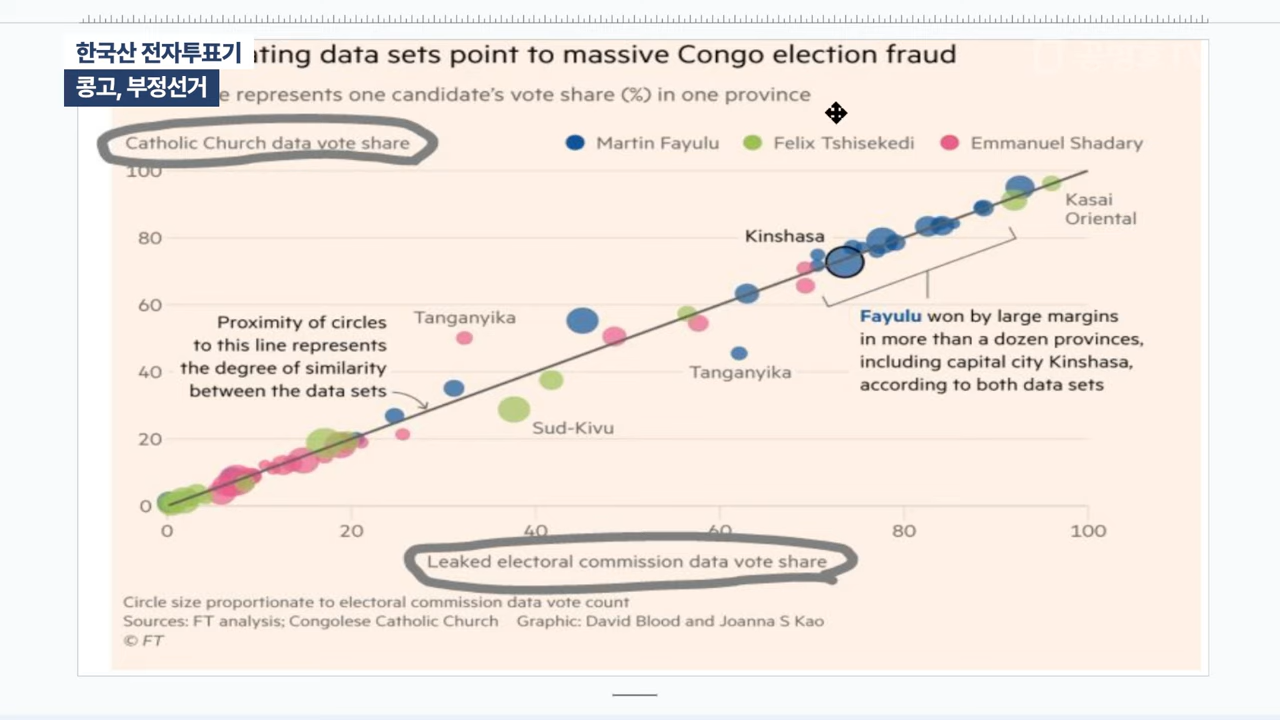 한국산 전자투표기
콩고, 부정선거
ating data sets point to massive Congo election fraud
e represents one candidate's vote share (%) in one province
Catholic Church data vote share
Martin Fayulu
Felix Tshisekedi
Emmanuel Shadary
100
80
60
40
20
0
Kasai
Oriental
Kinshasa
Tanganyika
Proximity of circles
to this line represents
the degree of similarity
between the data sets
Fayulu won by large margins
in more than a dozen provinces,
including capital city Kinshasa,
according to both data sets
Tanganyika
Sud-Kivu
0 20 40 60 80 100
Leaked electoral commission data vote share
Circle size proportionate to electoral commission data vote count
Sources: FT analysis; Congolese Catholic Church Graphic: David Blood and Joanna S Kao
© FT